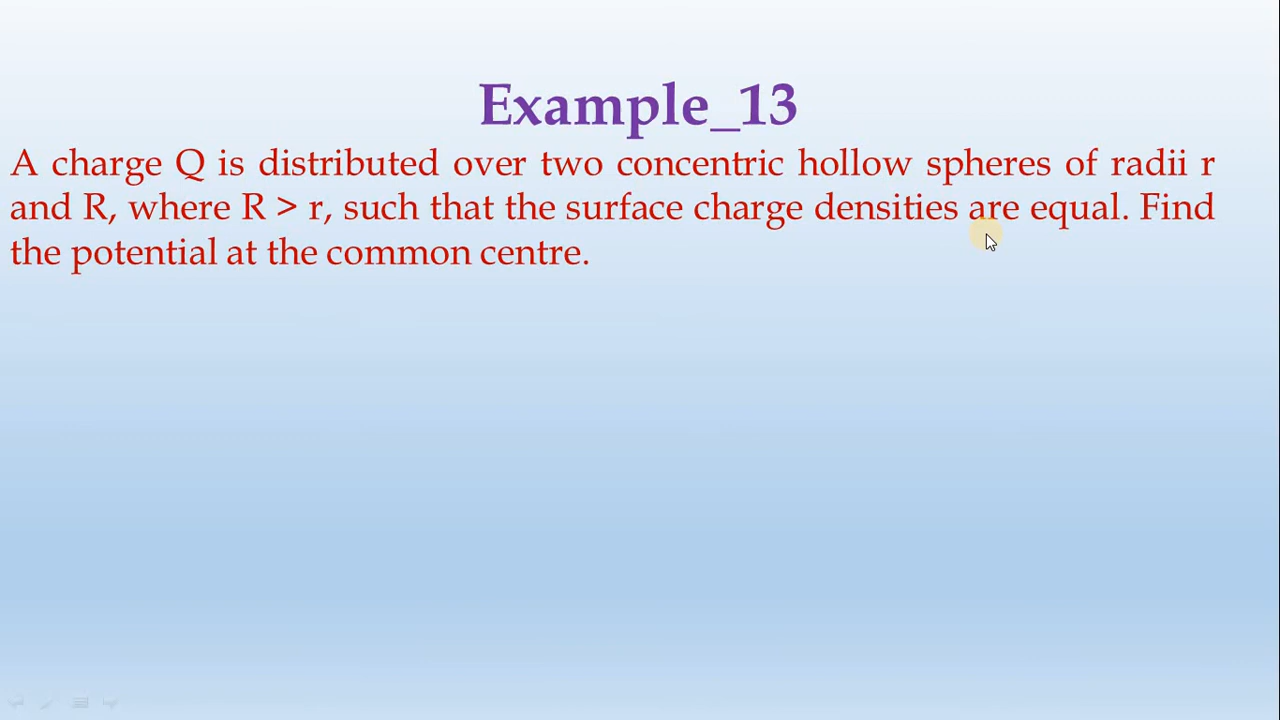 Example_13
A charge Q is distributed over two concentric hollow spheres of radii r
and R, where R > r, such that the surface charge densities are equal. Find
the potential at the common centre.